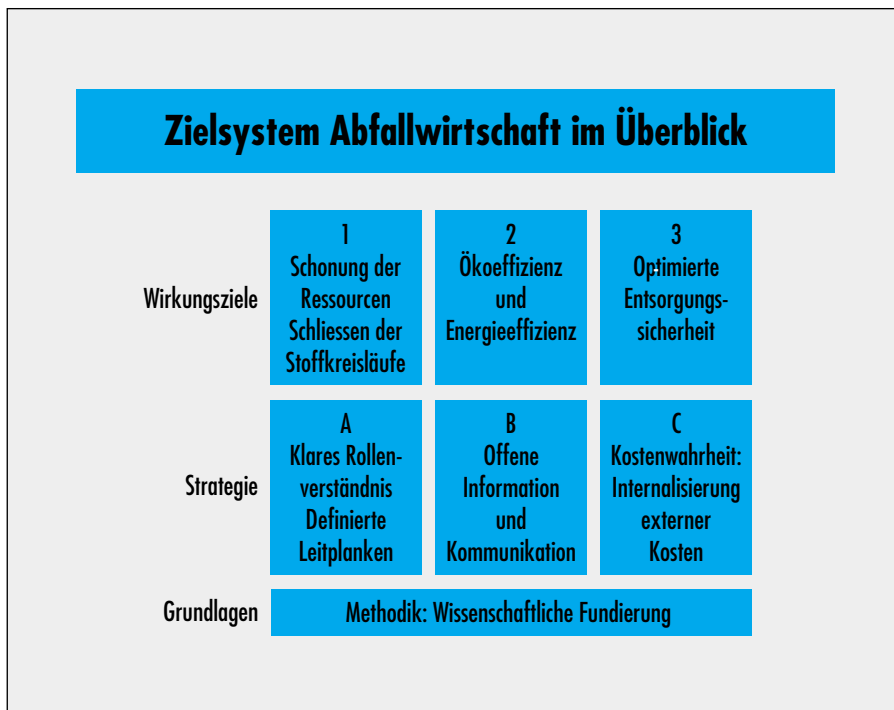 Zielsystem Abfallwirtschaft im Überblick
Wirkungsziele
1
Schonung der
Ressourcen
Schliessen der
Stoffkreisläufe
2
Ökoeffizienz
und
Energieeffizienz
3
Optimierte
Entsorgungs-
sicherheit
Strategie
A
Klares Rollen-
verständnis
Definierte
Leitplanken
B
Offene
Information
und
Kommunikation
C
Kostenwahrheit:
Internalisierung
externer
Kosten
Grundlagen
Methodik: Wissenschaftliche Fundierung